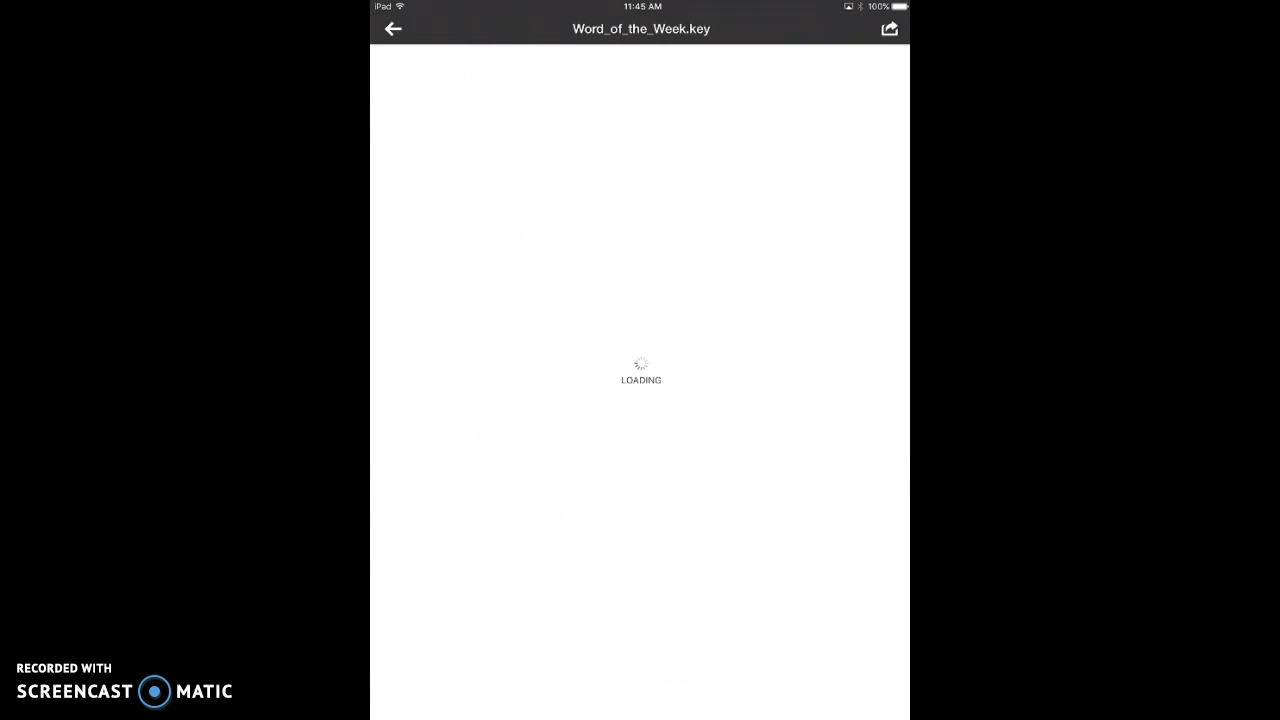 iPad 11:45 AM 100%
Word_of_the_Week.key
LOADING
RECORDED WITH
SCREENCAST MATIC